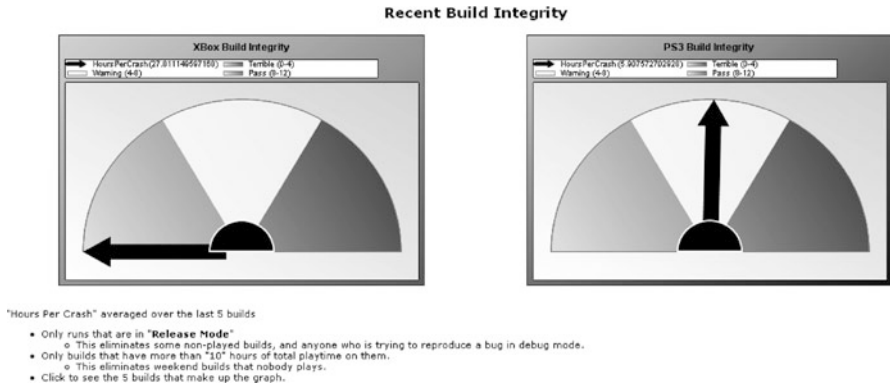 Recent Build Integrity
XBox Build Integrity
HoursPerCrash(27.811149597168) Terrible (0-4)
Warning (4-8) Pass (8-12)
PS3 Build Integrity
HoursPerCrash(5.907572702928) Terrible (0-4)
Warning (4-8) Pass (8-12)
"Hours Per Crash" averaged over the last 5 builds
• Only runs that are in "Release Mode"
o This eliminates some non-played builds, and anyone who is trying to reproduce a bug in debug mode.
• Only builds that have more than "10" hours of total playtime on them.
o This eliminates weekend builds that nobody plays.
• Click to see the 5 builds that make up the graph.